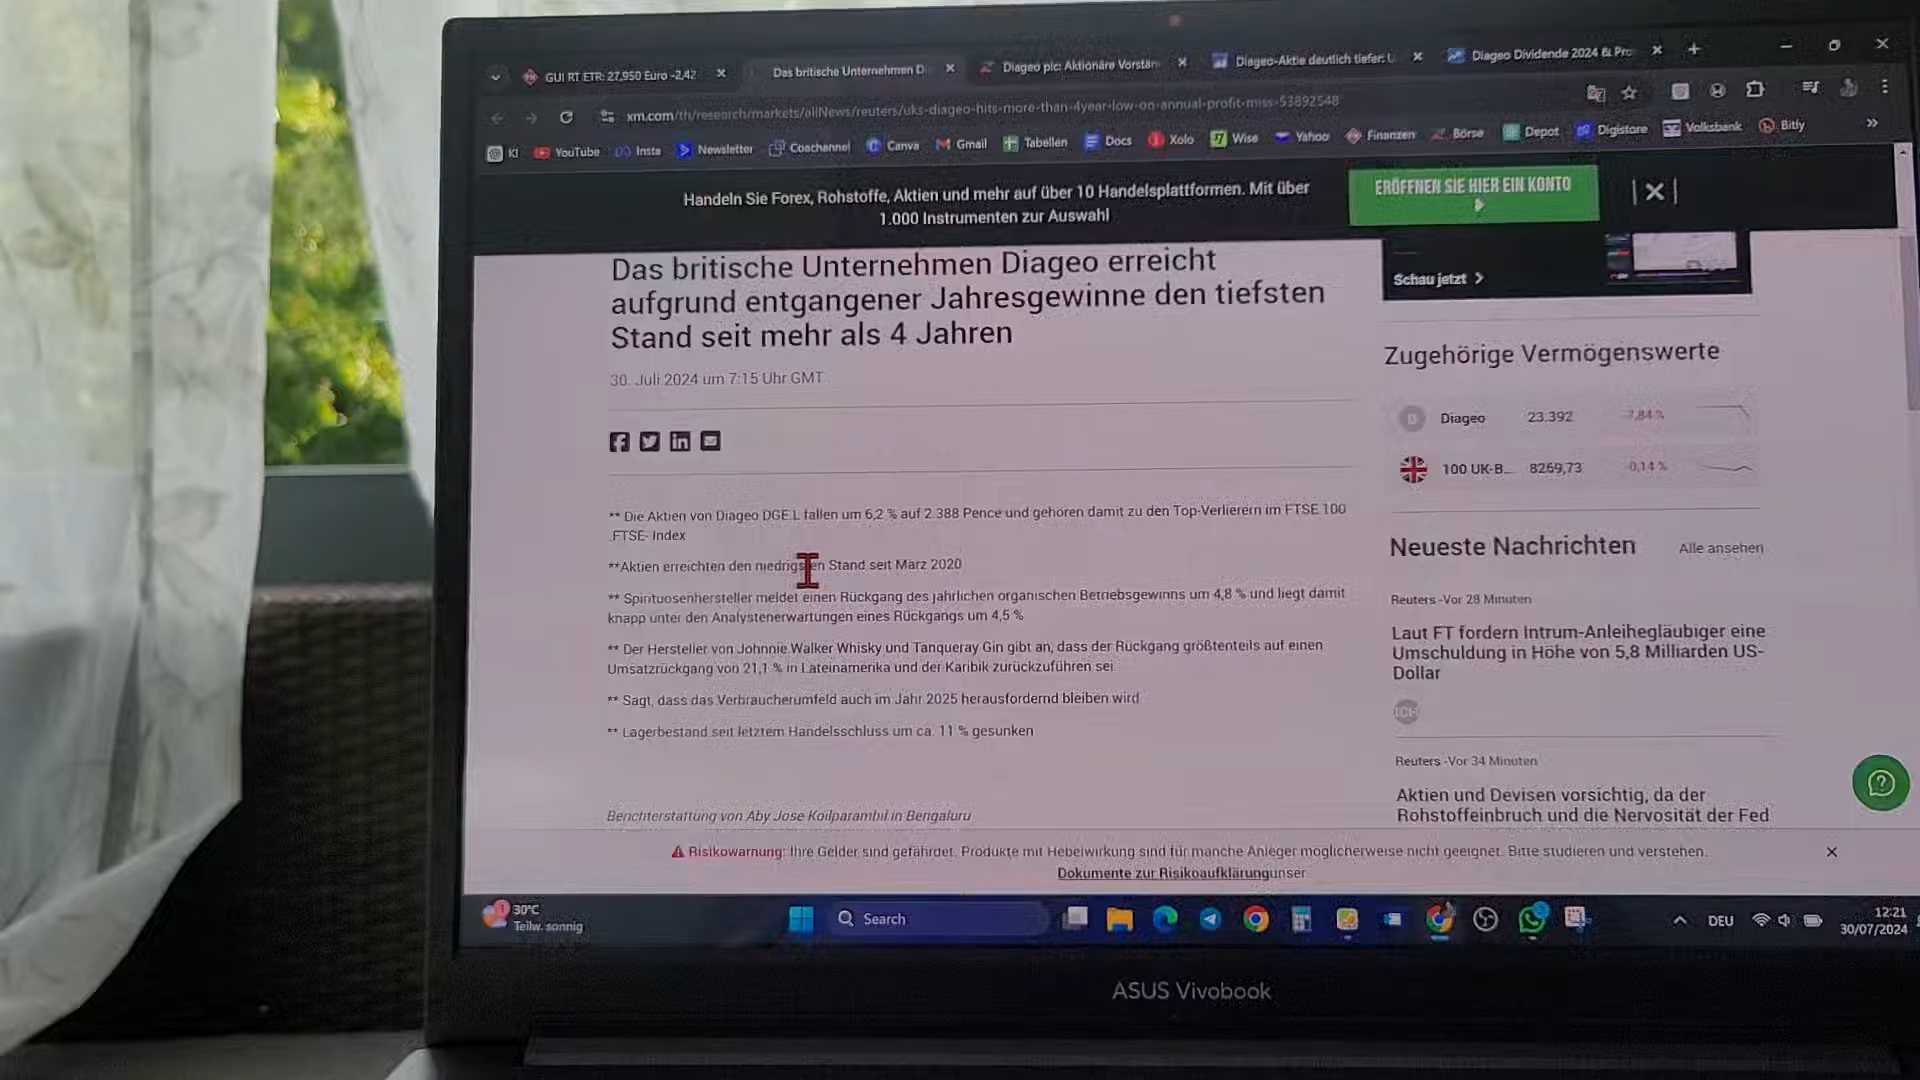 GUI RT ETR: 27,950 Euro -2,42
Das britische Unternehmen D
Diageo plc: Aktionäre Vorstän
Diageo-Aktie deutlich tiefer: U
Diageo Dividende 2024 & Pro
xm.com/th/research/markets/allNews/reuters/uks-diageo-hits-more-than-4year-low-on-annual-profit-miss-53892548
KI YouTube Insta Newsletter Coachannel Canva Gmail Tabellen Docs Xolo Wise Yahoo Finanzen Börse Depot Digistore Volksbank Bitly
Handeln Sie Forex, Rohstoffe, Aktien und mehr auf über 10 Handelsplattformen. Mit über
1.000 Instrumenten zur Auswahl
ERÖFFNEN SIE HIER EIN KONTO
Das britische Unternehmen Diageo erreicht
aufgrund entgangener Jahresgewinne den tiefsten
Stand seit mehr als 4 Jahren
30. Juli 2024 um 7:15 Uhr GMT
** Die Aktien von Diageo DGE.L fallen um 6,2 % auf 2.388 Pence und gehören damit zu den Top-Verlierern im FTSE 100
.FTSE- Index
**Aktien erreichten den niedrigsten Stand seit März 2020
** Spirituosenhersteller meldet einen Rückgang des jährlichen organischen Betriebsgewinns um 4,8 % und liegt damit
knapp unter den Analystenerwartungen eines Rückgangs um 4,5 %
** Der Hersteller von Johnnie Walker Whisky und Tanqueray Gin gibt an, dass der Rückgang größtenteils auf einen
Umsatzrückgang von 21,1 % in Lateinamerika und der Karibik zurückzuführen sei
** Sagt, dass das Verbraucherumfeld auch im Jahr 2025 herausfordernd bleiben wird
** Lagerbestand seit letztem Handelsschluss um ca. 11 % gesunken
Berichterstattung von Aby Jose Koilparambil in Bengaluru
Schau jetzt
Zugehörige Vermögenswerte
D Diageo 23.392 -7,84 %
100 UK-B... 8269,73 -0,14 %
Neueste Nachrichten Alle ansehen
Reuters -Vor 28 Minuten
Laut FT fordern Intrum-Anleihegläubiger eine
Umschuldung in Höhe von 5,8 Milliarden US-
Dollar
Reuters -Vor 34 Minuten
Aktien und Devisen vorsichtig, da der
Rohstoffeinbruch und die Nervosität der Fed
Risikowarnung: Ihre Gelder sind gefährdet. Produkte mit Hebelwirkung sind für manche Anleger möglicherweise nicht geeignet. Bitte studieren und verstehen.
Dokumente zur Risikoaufklärungunser
1
30°C
Teilw. sonnig
Search
DEU
12:21
30/07/2024
ASUS Vivobook